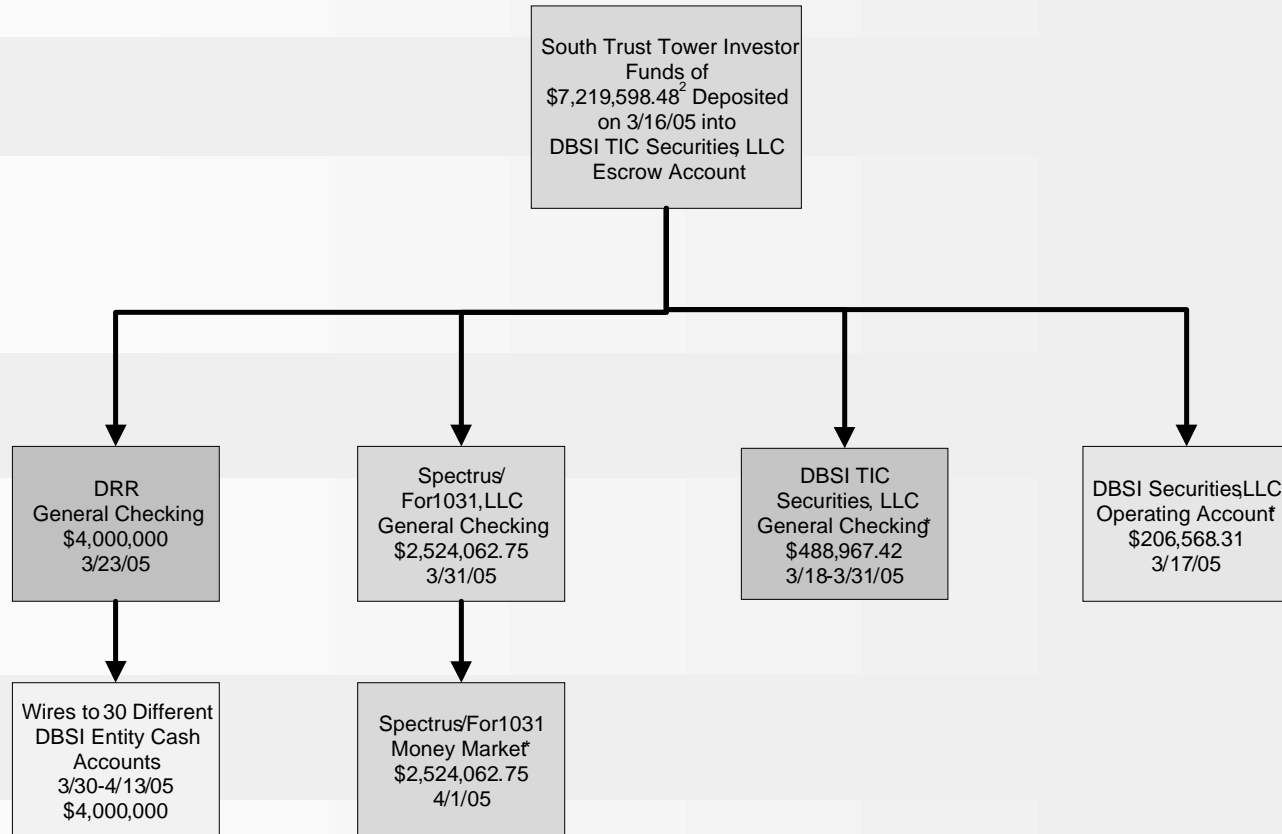 South Trust Tower Investor
Funds of
$7,219,598.48² Deposited
on 3/16/05 into
DBSI TIC Securities, LLC
Escrow Account
DRR
General Checking
$4,000,000
3/23/05
Spectrus/
For1031,LLC
General Checking
$2,524,062.75
3/31/05
DBSI TIC
Securities, LLC
General Checking*
$488,967.42
3/18-3/31/05
DBSI Securities,LLC
Operating Account*
$206,568.31
3/17/05
Wires to 30 Different
DBSI Entity Cash
Accounts
3/30-4/13/05
$4,000,000
Spectrus/For1031
Money Market*
$2,524,062.75
4/1/05